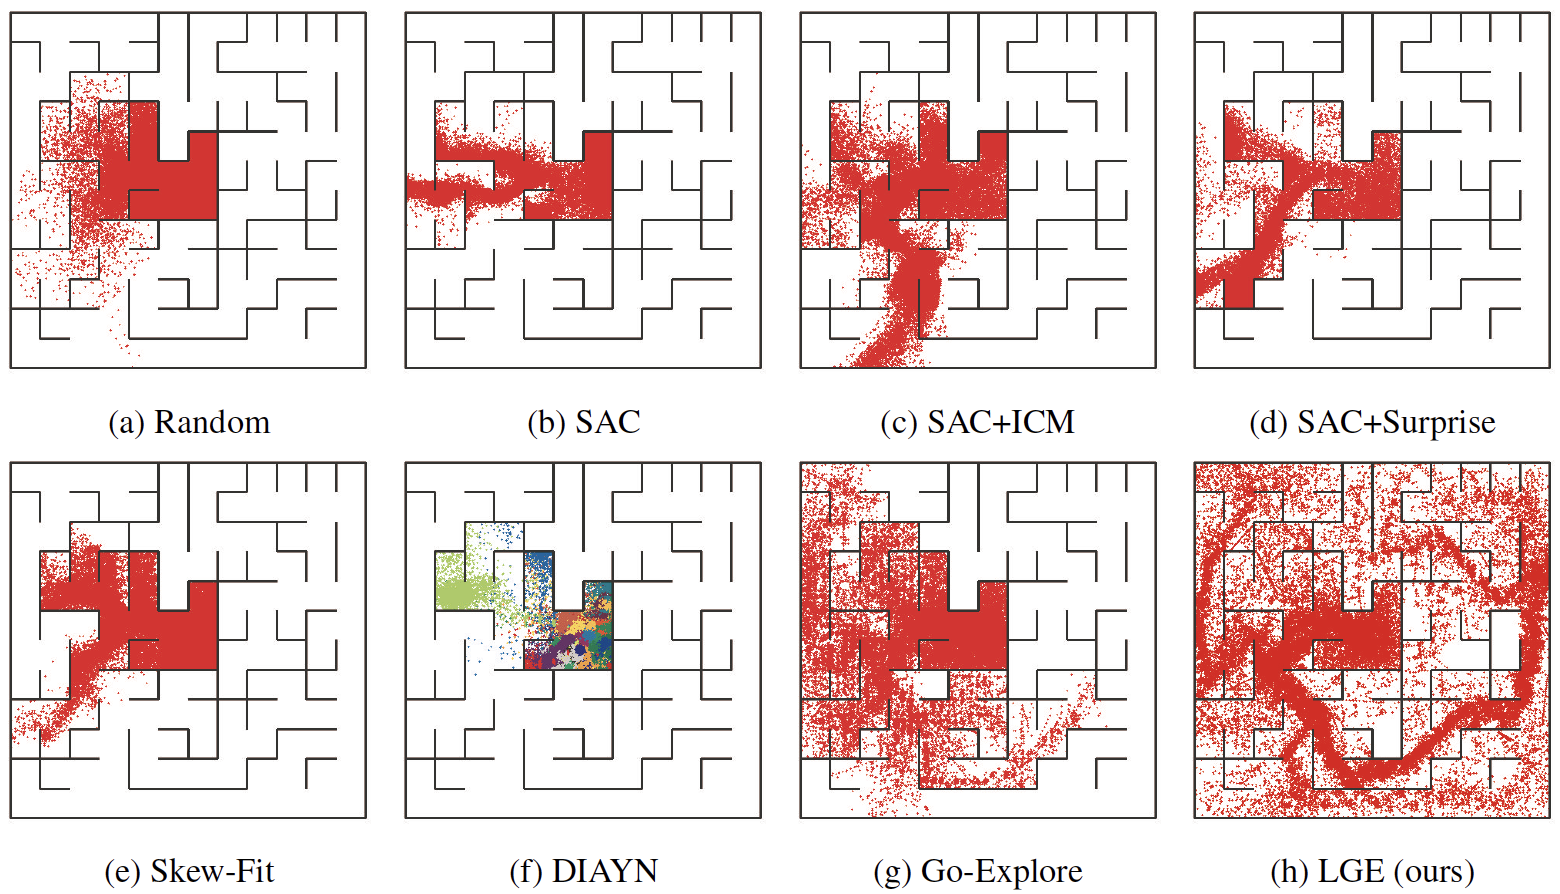 (a) Random
(b) SAC
(c) SAC+ICM
(d) SAC+Surprise
(e) Skew-Fit
(f) DIAYN
(g) Go-Explore
(h) LGE (ours)